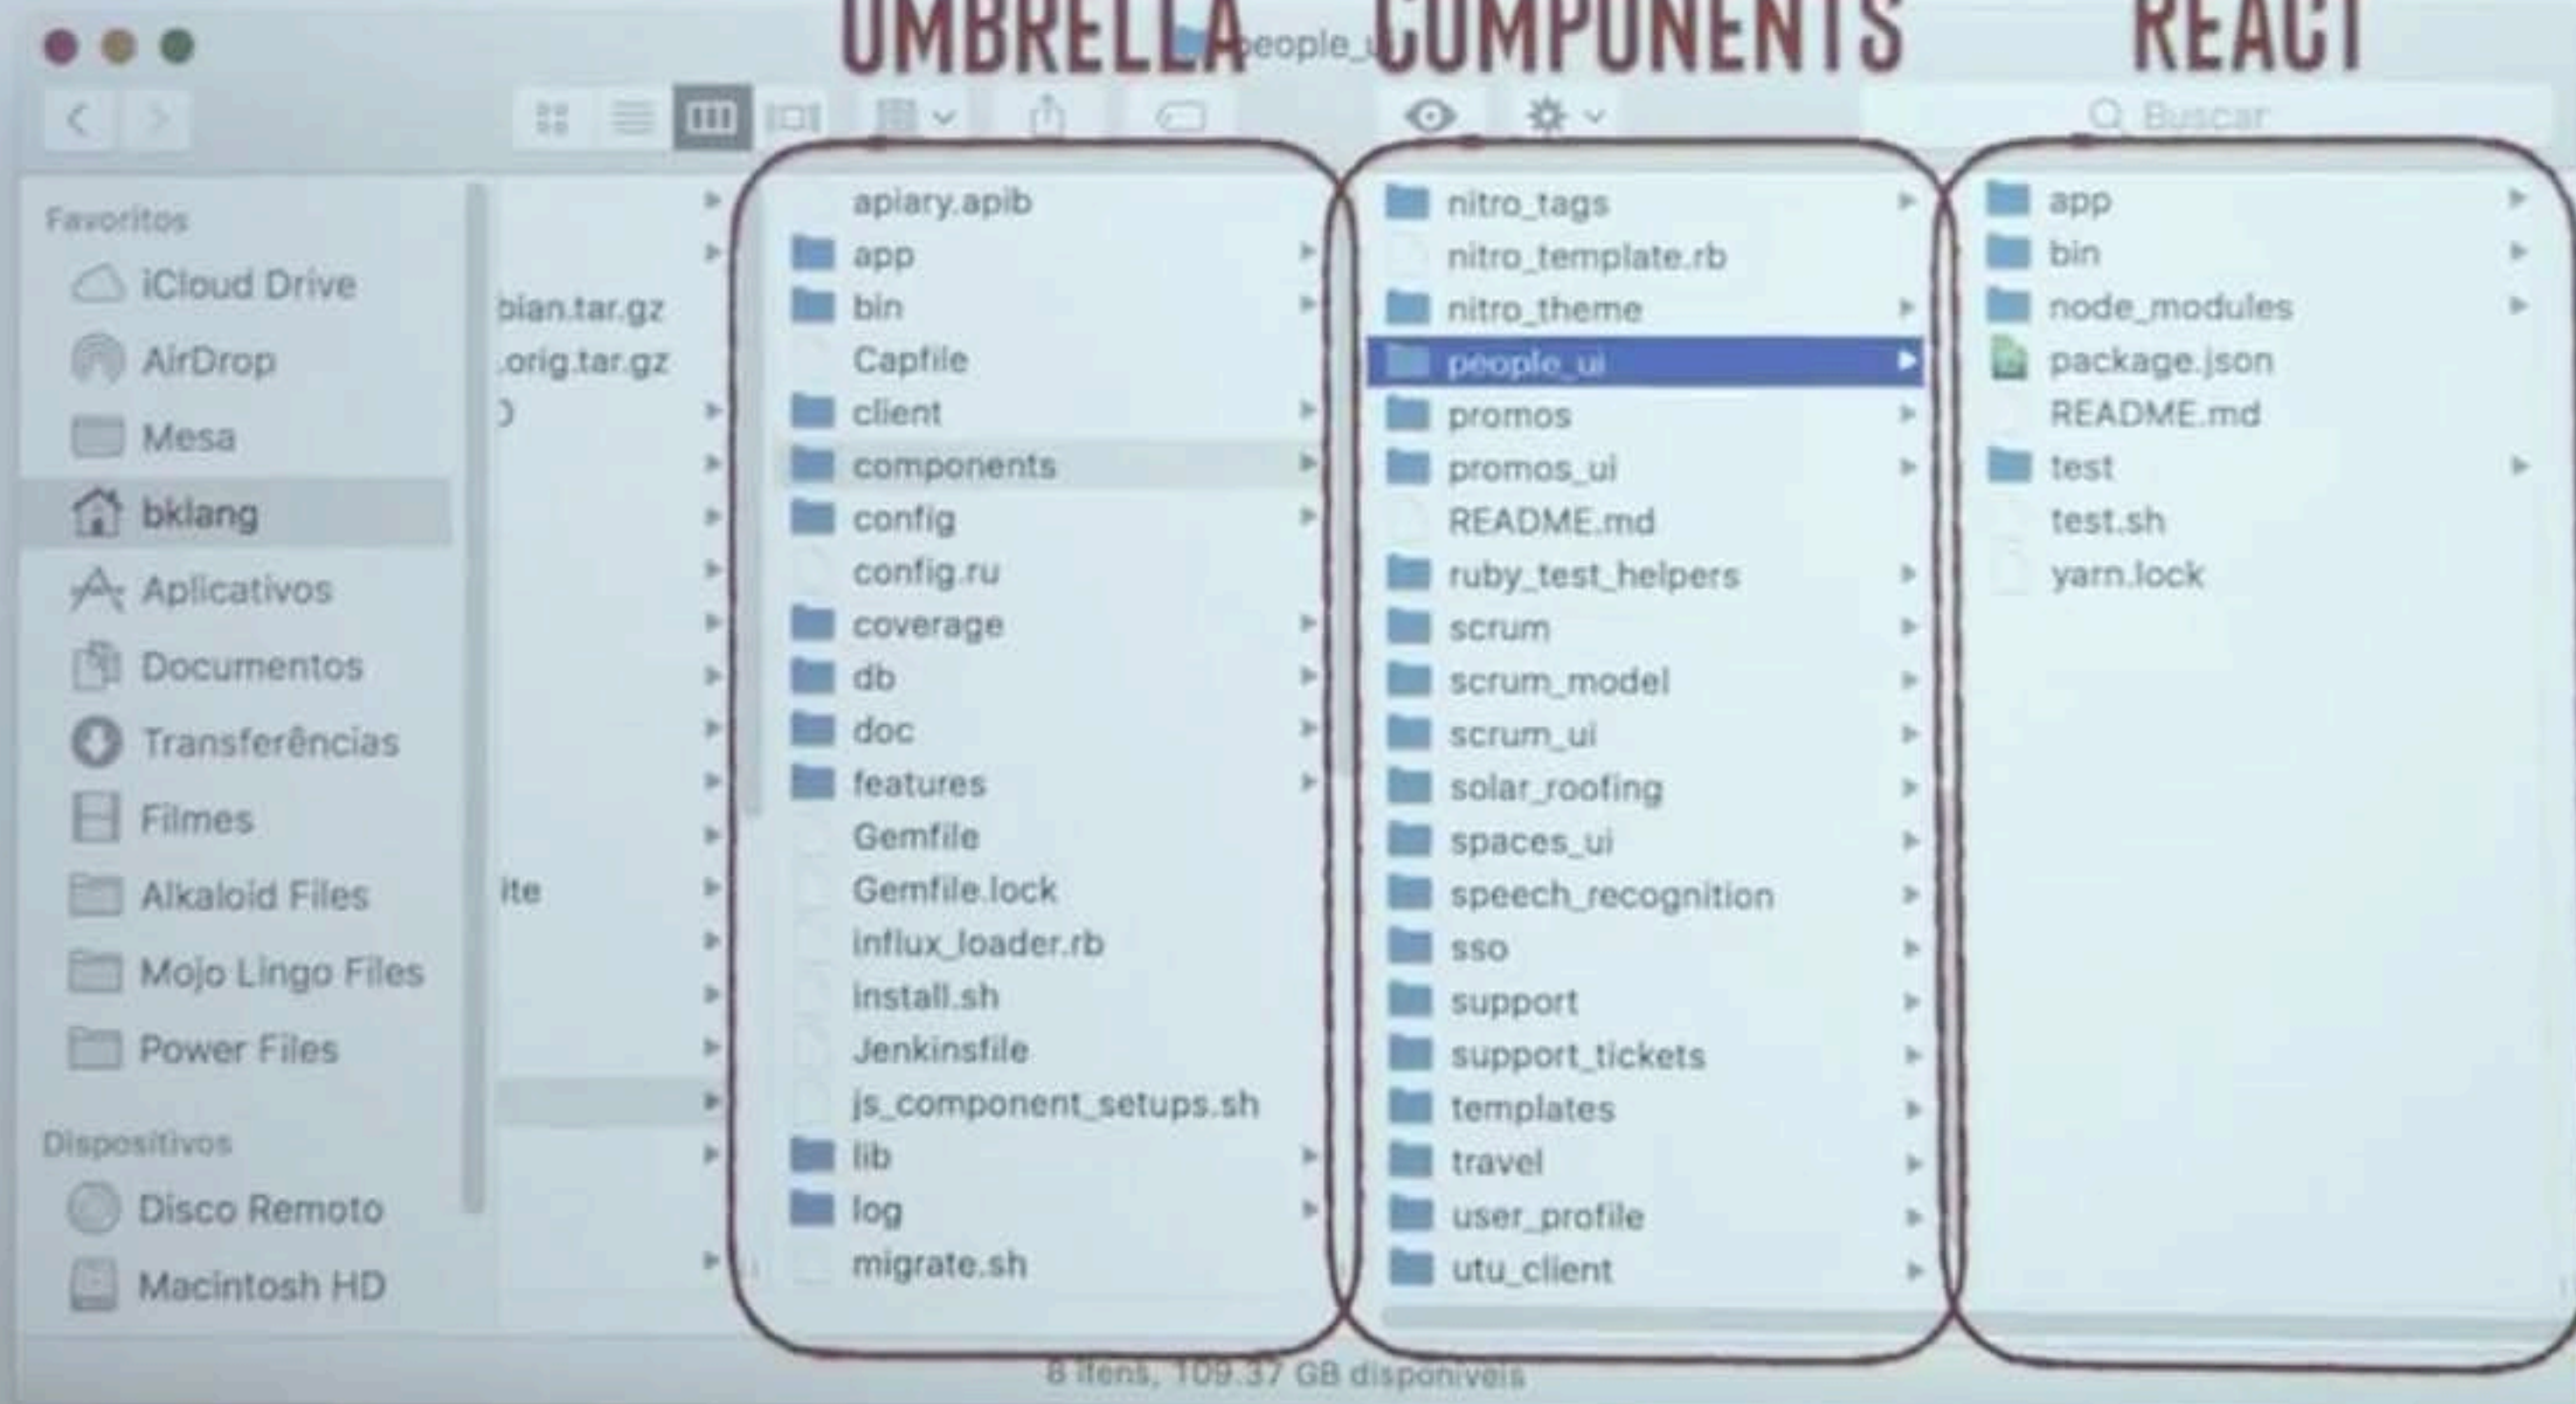 UMBRELLA
COMPONENTS
REACT
people_u
Buscar
Favoritos
iCloud Drive
AirDrop
Mesa
bklang
Aplicativos
Documentos
Transferências
Filmes
Alkaloid Files
Mojo Lingo Files
Power Files
Dispositivos
Disco Remoto
Macintosh HD
bian.tar.gz
.orig.tar.gz
ite
apiary.apib
app
bin
Capfile
client
components
config
config.ru
coverage
db
doc
features
Gemfile
Gemfile.lock
influx_loader.rb
install.sh
Jenkinsfile
js_component_setups.sh
lib
log
migrate.sh
nitro_tags
nitro_template.rb
nitro_theme
people_ui
promos
promos_ui
README.md
ruby_test_helpers
scrum
scrum_model
scrum_ui
solar_roofing
spaces_ui
speech_recognition
sso
support
support_tickets
templates
travel
user_profile
utu_client
app
bin
node_modules
package.json
README.md
test
test.sh
yarn.lock
8 itens, 109.37 GB disponíveis